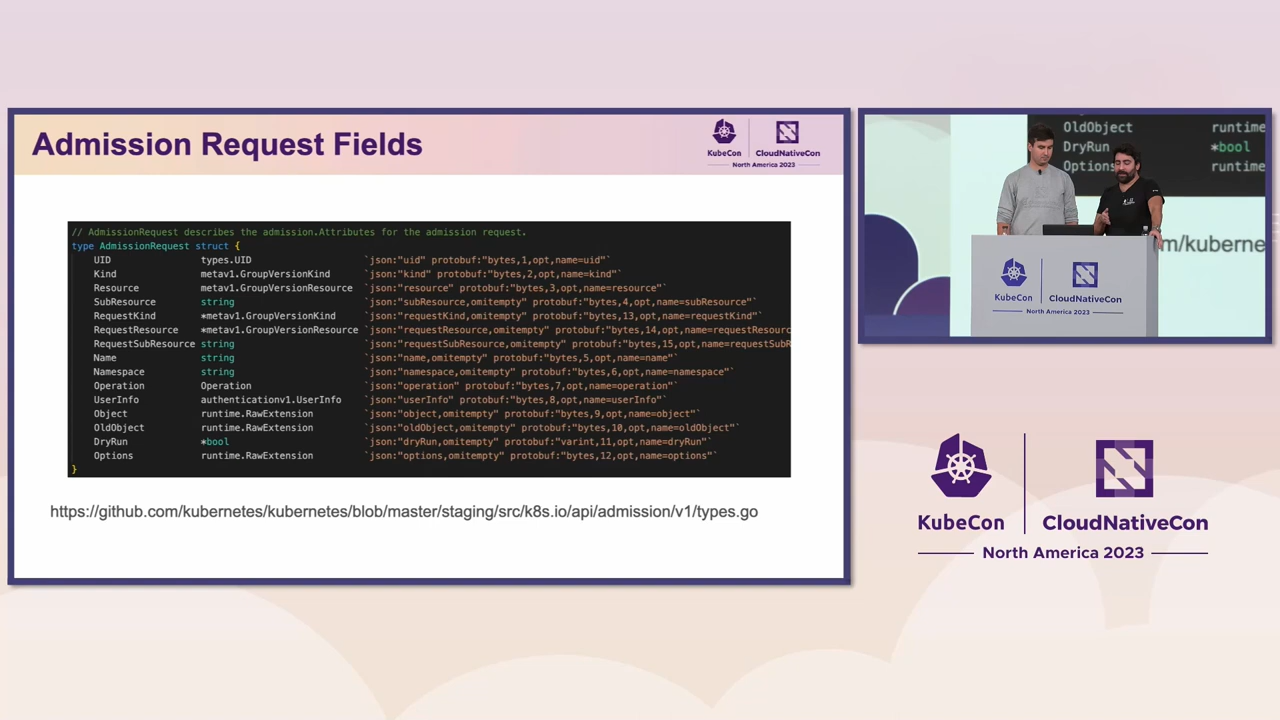 Admission Request Fields
KubeCon
CloudNativeCon
North America 2023
// AdmissionRequest describes the admission.Attributes for the admission request.
type AdmissionRequest struct {
UID types.UID `json:"uid" protobuf:"bytes,1,opt,name=uid"`
Kind metav1.GroupVersionKind `json:"kind" protobuf:"bytes,2,opt,name=kind"`
Resource metav1.GroupVersionResource `json:"resource" protobuf:"bytes,3,opt,name=resource"`
SubResource string `json:"subResource,omitempty" protobuf:"bytes,4,opt,name=subResource"`
RequestKind *metav1.GroupVersionKind `json:"requestKind,omitempty" protobuf:"bytes,13,opt,name=requestKind"`
RequestResource *metav1.GroupVersionResource `json:"requestResource,omitempty" protobuf:"bytes,14,opt,name=requestResourc
RequestSubResource string `json:"requestSubResource,omitempty" protobuf:"bytes,15,opt,name=requestSubR
Name string `json:"name,omitempty" protobuf:"bytes,5,opt,name=name"`
Namespace string `json:"namespace,omitempty" protobuf:"bytes,6,opt,name=namespace"`
Operation Operation `json:"operation" protobuf:"bytes,7,opt,name=operation"`
UserInfo authenticationv1.UserInfo `json:"userInfo" protobuf:"bytes,8,opt,name=userInfo"`
Object runtime.RawExtension `json:"object,omitempty" protobuf:"bytes,9,opt,name=object"`
OldObject runtime.RawExtension `json:"oldObject,omitempty" protobuf:"bytes,10,opt,name=oldObject"`
DryRun *bool `json:"dryRun,omitempty" protobuf:"varint,11,opt,name=dryRun"`
Options runtime.RawExtension `json:"options,omitempty" protobuf:"bytes,12,opt,name=options"`
}
https://github.com/kubernetes/kubernetes/blob/master/staging/src/k8s.io/api/admission/v1/types.go
OldObject runtime
DryRun *bool
Options runtime
m/kuberne
KubeCon
CloudNativeCon
North America 2023
KubeCon
CloudNativeCon
North America 2023